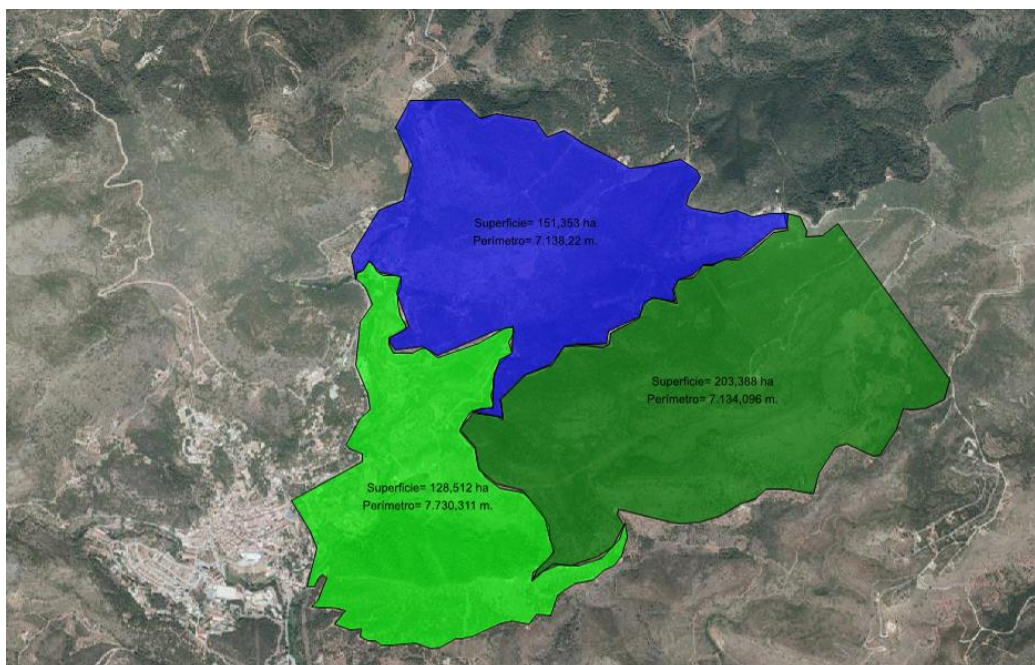 Superficie= 151,353 ha
Perímetro= 7.138,22 m.
Superficie= 203,388 ha
Perímetro= 7.134,096 m.
Superficie= 128,512 ha
Perímetro= 7.730,311 m.